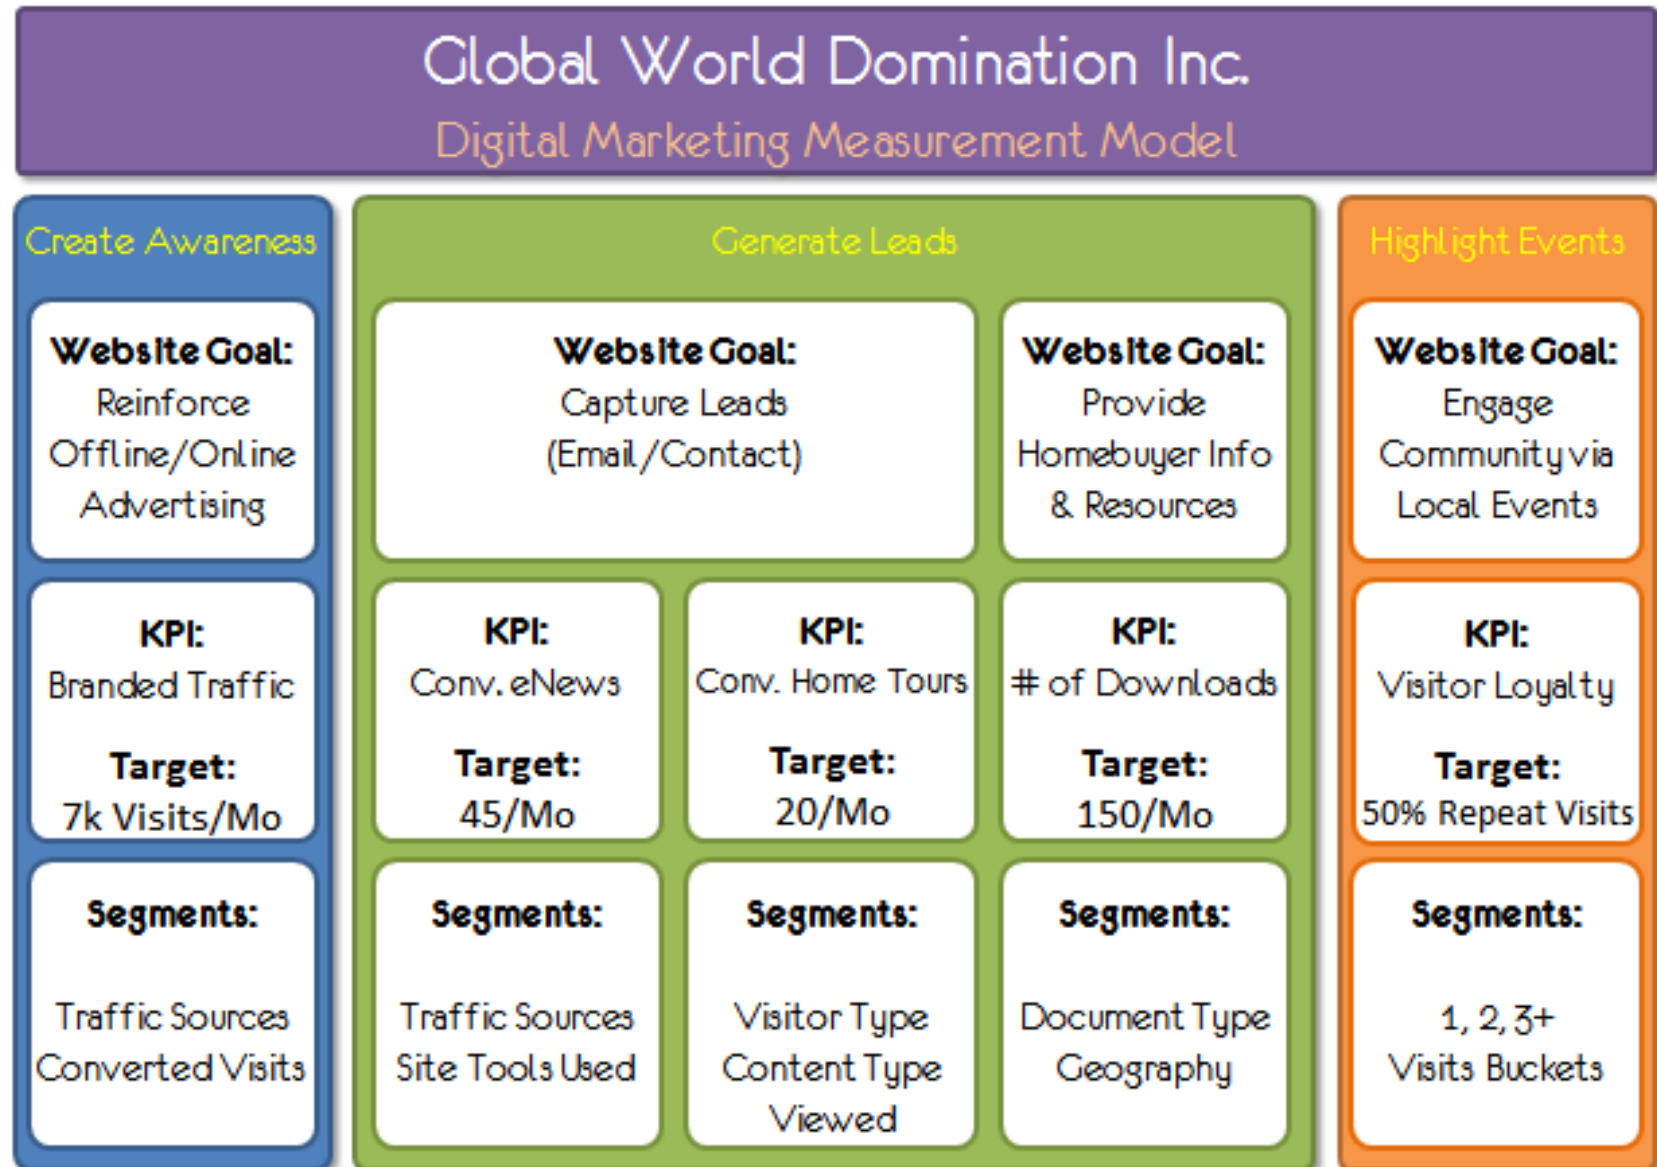 Global World Domination Inc.
Digital Marketing Measurement Model
Create Awareness
Website Goal:
Reinforce
Offline/Online
Advertising
KPI:
Branded Traffic
Target:
7k Visits/Mo
Segments:
Traffic Sources
Converted Visits
Generate Leads
Website Goal:
Capture Leads
(Email/Contact)
KPI:
Conv. eNews
Target:
45/Mo
Segments:
Traffic Sources
Site Tools Used
KPI:
Conv. Home Tours
Target:
20/Mo
Segments:
Visitor Type
Content Type
Viewed
Website Goal:
Provide
Homebuyer Info
& Resources
KPI:
# of Downloads
Target:
150/Mo
Segments:
Document Type
Geography
Highlight Events
Website Goal:
Engage
Community via
Local Events
KPI:
Visitor Loyalty
Target:
50% Repeat Visits
Segments:
1, 2, 3+
Visits Buckets